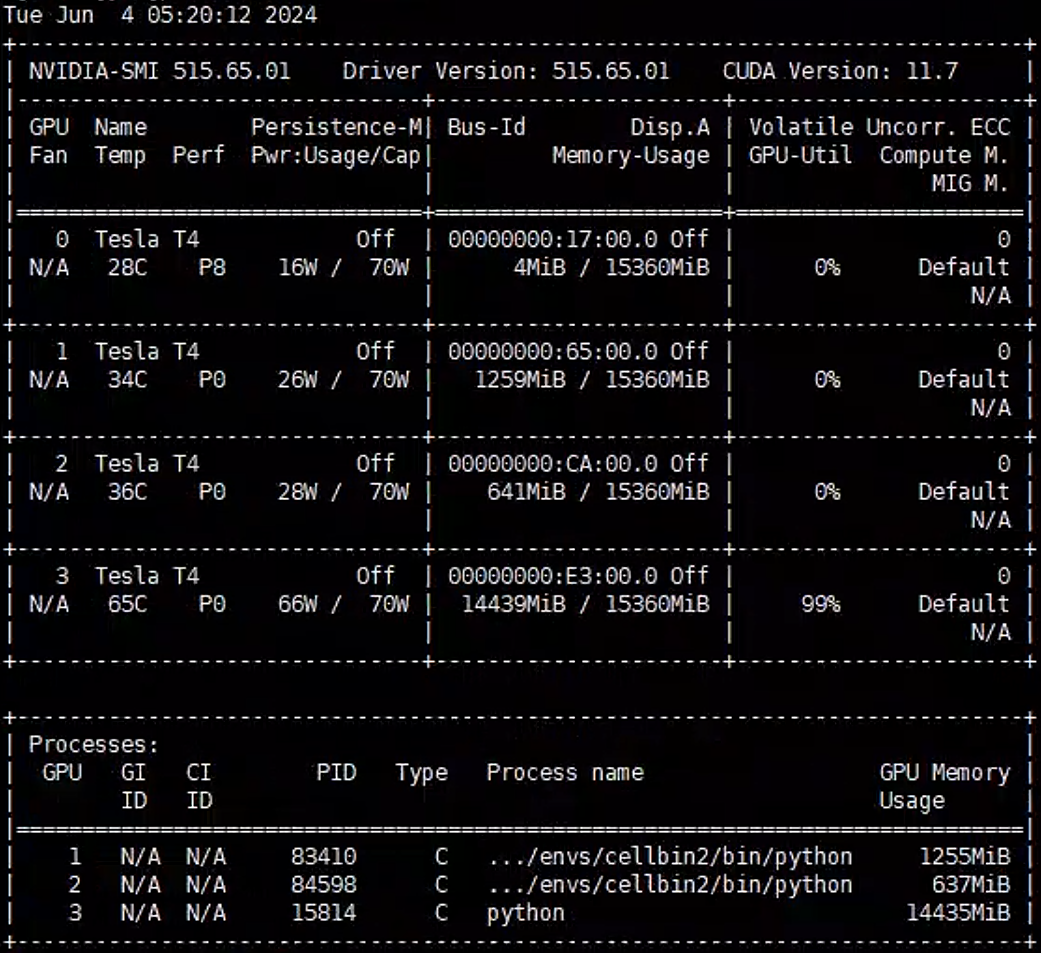 Tue Jun  4 05:20:12 2024
+-----------------------------------------------------------------------------+
| NVIDIA-SMI 515.65.01    Driver Version: 515.65.01    CUDA Version: 11.7     |
|-------------------------------+----------------------+----------------------+
| GPU  Name        Persistence-M| Bus-Id        Disp.A | Volatile Uncorr. ECC |
| Fan  Temp  Perf  Pwr:Usage/Cap|         Memory-Usage | GPU-Util  Compute M. |
|                               |                      |               MIG M. |
|===============================+======================+======================|
|   0  Tesla T4            Off  | 00000000:17:00.0 Off |                    0 |
| N/A   28C    P8    16W /  70W |      4MiB / 15360MiB |      0%      Default |
|                               |                      |                  N/A |
+-------------------------------+----------------------+----------------------+
|   1  Tesla T4            Off  | 00000000:65:00.0 Off |                    0 |
| N/A   34C    P0    26W /  70W |   1259MiB / 15360MiB |      0%      Default |
|                               |                      |                  N/A |
+-------------------------------+----------------------+----------------------+
|   2  Tesla T4            Off  | 00000000:CA:00.0 Off |                    0 |
| N/A   36C    P0    28W /  70W |    641MiB / 15360MiB |      0%      Default |
|                               |                      |                  N/A |
+-------------------------------+----------------------+----------------------+
|   3  Tesla T4            Off  | 00000000:E3:00.0 Off |                    0 |
| N/A   65C    P0    66W /  70W |  14439MiB / 15360MiB |     99%      Default |
|                               |                      |                  N/A |
+-------------------------------+----------------------+----------------------+

+-----------------------------------------------------------------------------+
| Processes:                                                                  |
|  GPU   GI   CI        PID   Type   Process name                  GPU Memory |
|        ID   ID                                                   Usage      |
|=============================================================================|
|    1   N/A  N/A     83410      C   .../envs/cellbin2/bin/python     1255MiB |
|    2   N/A  N/A     84598      C   .../envs/cellbin2/bin/python      637MiB |
|    3   N/A  N/A     15814      C   python                          14435MiB |
+-----------------------------------------------------------------------------+